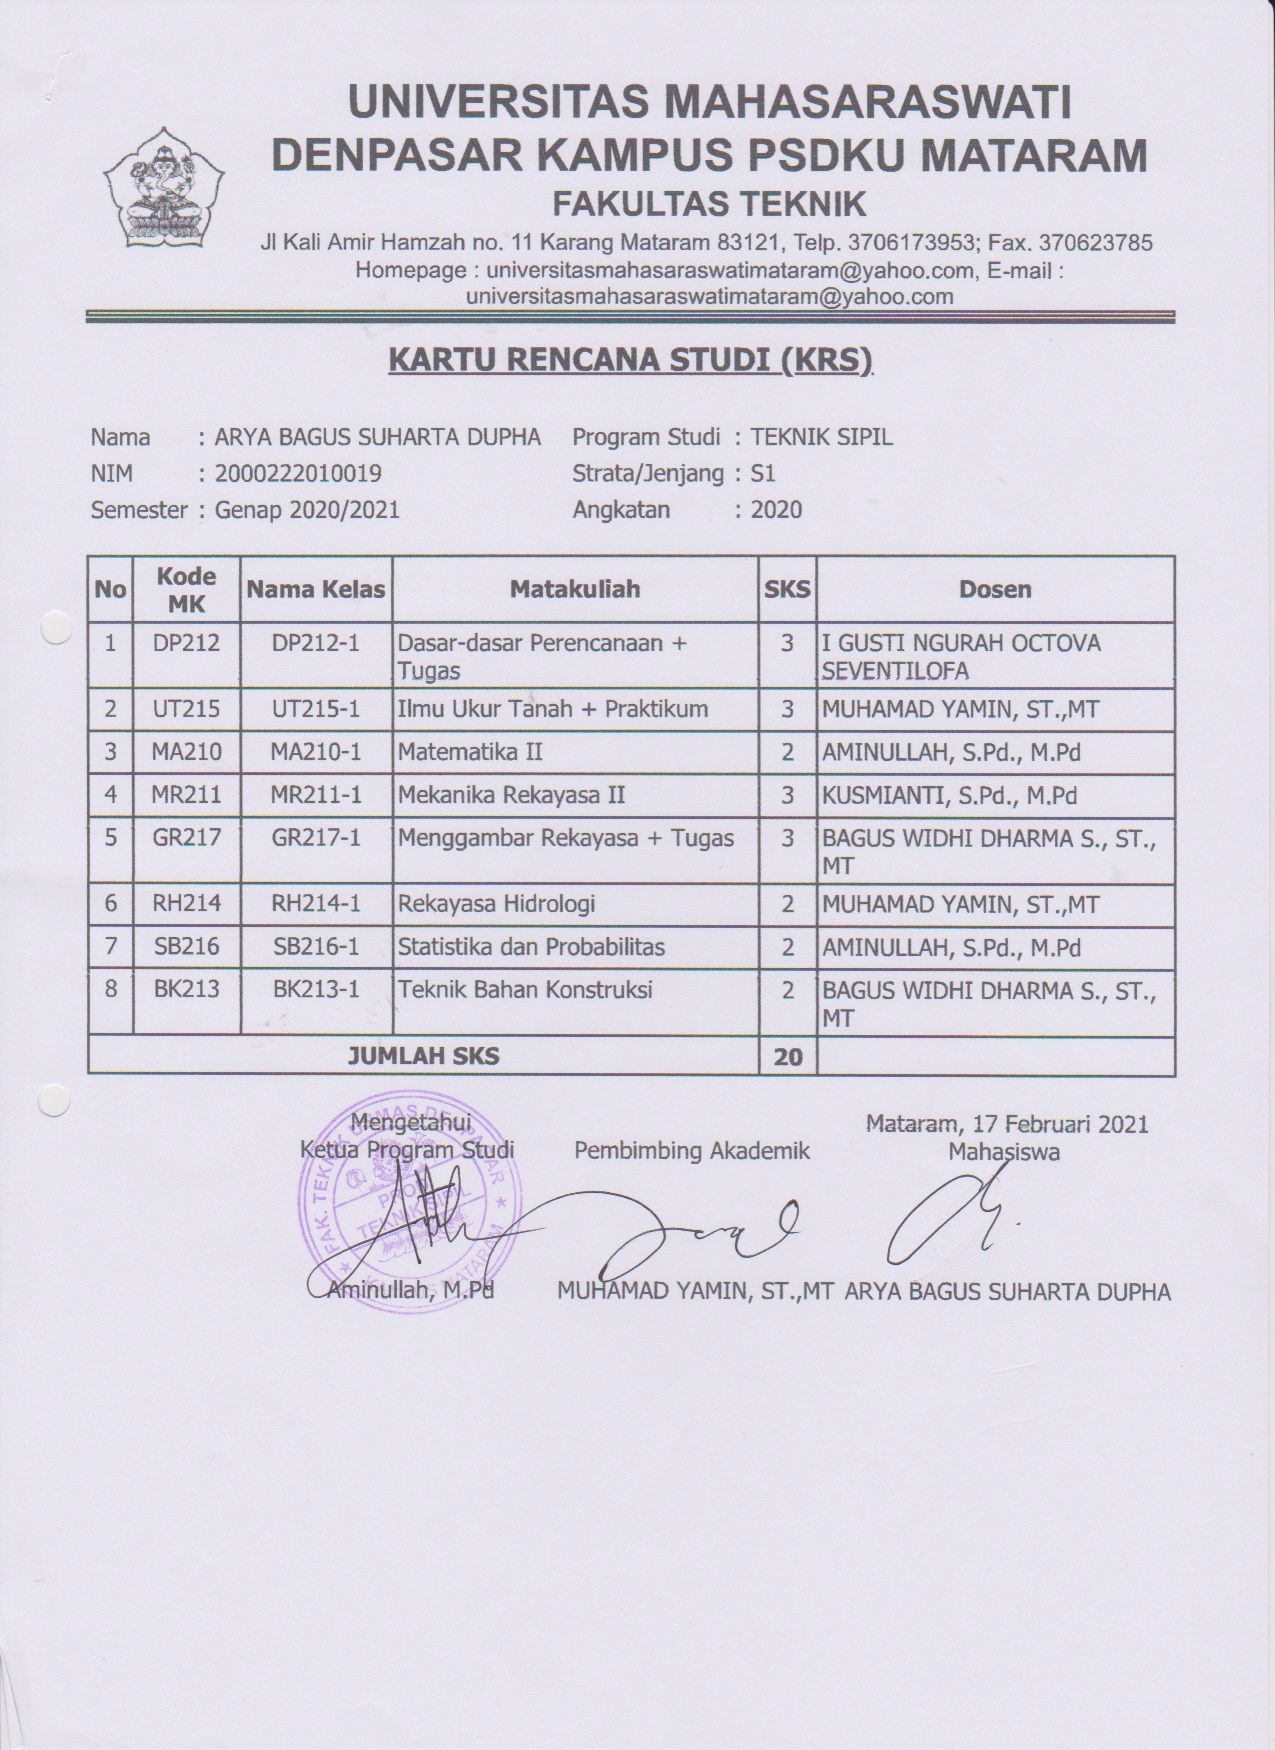 UNIVERSITAS MAHASARASWATI
DENPASAR KAMPUS PSDKU MATARAM
FAKULTAS TEKNIK
Jl Kali Amir Hamzah no. 11 Karang Mataram 83121, Telp. 3706173953; Fax. 370623785
Homepage : universitasmahasaraswatimataram@yahoo.com, E-mail :
universitasmahasaraswatimataram@yahoo.com
KARTU RENCANA STUDI (KRS)
Nama : ARYA BAGUS SUHARTA DUPHA Program Studi : TEKNIK SIPIL
NIM : 2000222010019 Strata/Jenjang : S1
Semester : Genap 2020/2021 Angkatan : 2020
No Kode MK Nama Kelas Matakuliah SKS Dosen
1 DP212 DP212-1 Dasar-dasar Perencanaan + Tugas 3 I GUSTI NGURAH OCTOVA SEVENTILOFA
2 UT215 UT215-1 Ilmu Ukur Tanah + Praktikum 3 MUHAMAD YAMIN, ST.,MT
3 MA210 MA210-1 Matematika II 2 AMINULLAH, S.Pd., M.Pd
4 MR211 MR211-1 Mekanika Rekayasa II 3 KUSMIANTI, S.Pd., M.Pd
5 GR217 GR217-1 Menggambar Rekayasa + Tugas 3 BAGUS WIDHI DHARMA S., ST., MT
6 RH214 RH214-1 Rekayasa Hidrologi 2 MUHAMAD YAMIN, ST.,MT
7 SB216 SB216-1 Statistika dan Probabilitas 2 AMINULLAH, S.Pd., M.Pd
8 BK213 BK213-1 Teknik Bahan Konstruksi 2 BAGUS WIDHI DHARMA S., ST., MT
JUMLAH SKS 20
Mengetahui Mataram, 17 Februari 2021
Ketua Program Studi Pembimbing Akademik Mahasiswa
FAK. TEKNIK UNMAS DENPASAR
TEKNIK SIPIL
MATARAM
Aminullah, M.Pd MUHAMAD YAMIN, ST.,MT ARYA BAGUS SUHARTA DUPHA